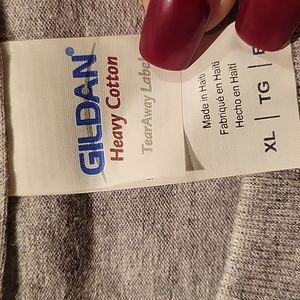 GILDAN
Heavy Cotton
TearAway Label
Made in Haiti
Fabriqué en Haïti
Hecho en Haití
XL | TG |